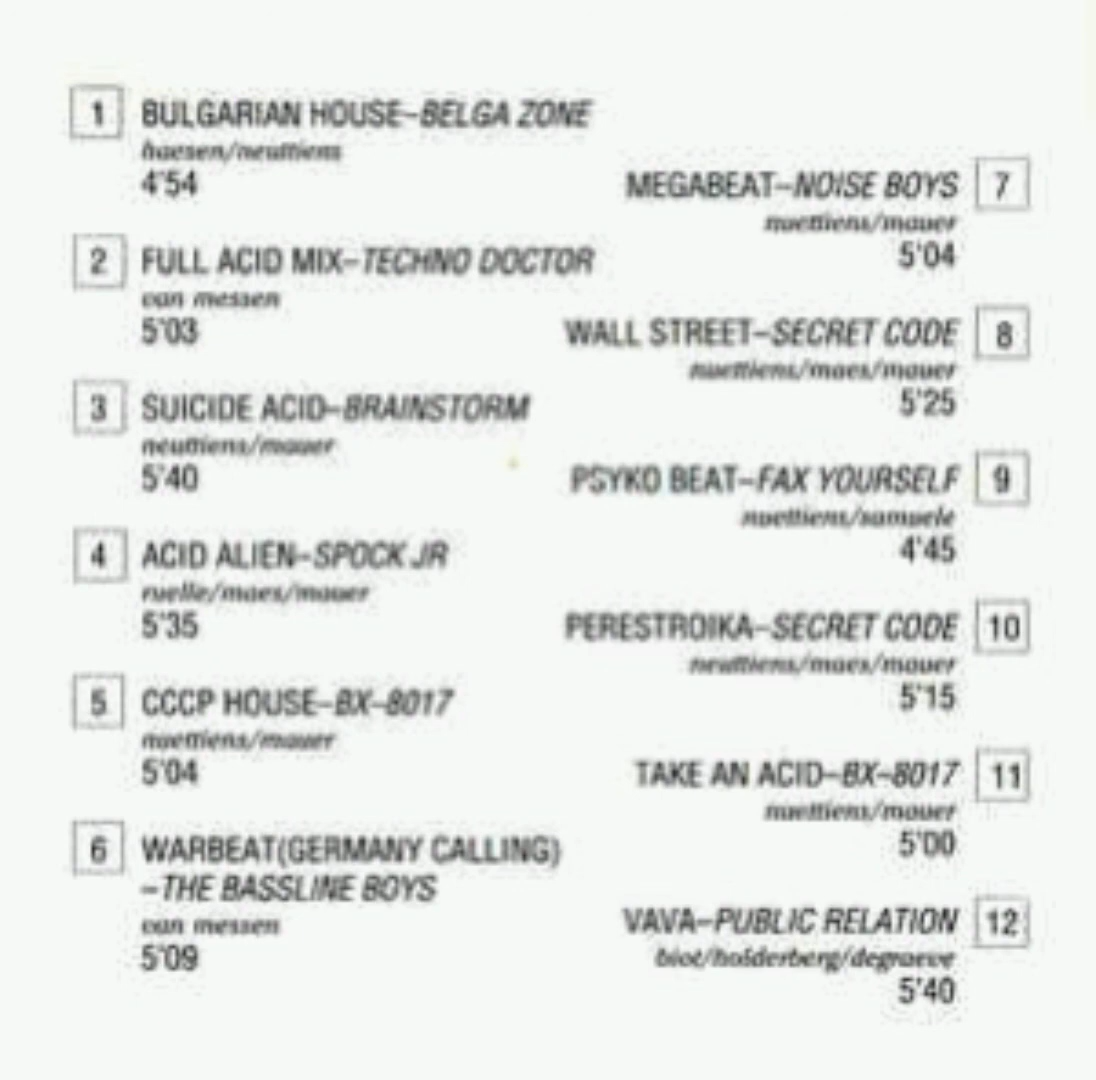 1 BULGARIAN HOUSE–BELGA ZONE
haesen/neuttiens
4'54
2 FULL ACID MIX–TECHNO DOCTOR
van messen
5'03
3 SUICIDE ACID–BRAINSTORM
neuttiens/mauer
5'40
4 ACID ALIEN–SPOCK JR
ruelle/maes/mauer
5'35
5 CCCP HOUSE–BX–8017
nuettiens/mauer
5'04
6 WARBEAT(GERMANY CALLING)
–THE BASSLINE BOYS
van messen
5'09
MEGABEAT–NOISE BOYS 7
nuettiens/mauer
5'04
WALL STREET–SECRET CODE 8
nuettiens/maes/mauer
5'25
PSYKO BEAT–FAX YOURSELF 9
nuettiens/samuele
4'45
PERESTROIKA–SECRET CODE 10
neuttiens/maes/mauer
5'15
TAKE AN ACID–BX–8017 11
nuettiens/mauer
5'00
VAVA–PUBLIC RELATION 12
biot/holderberg/degraeve
5'40